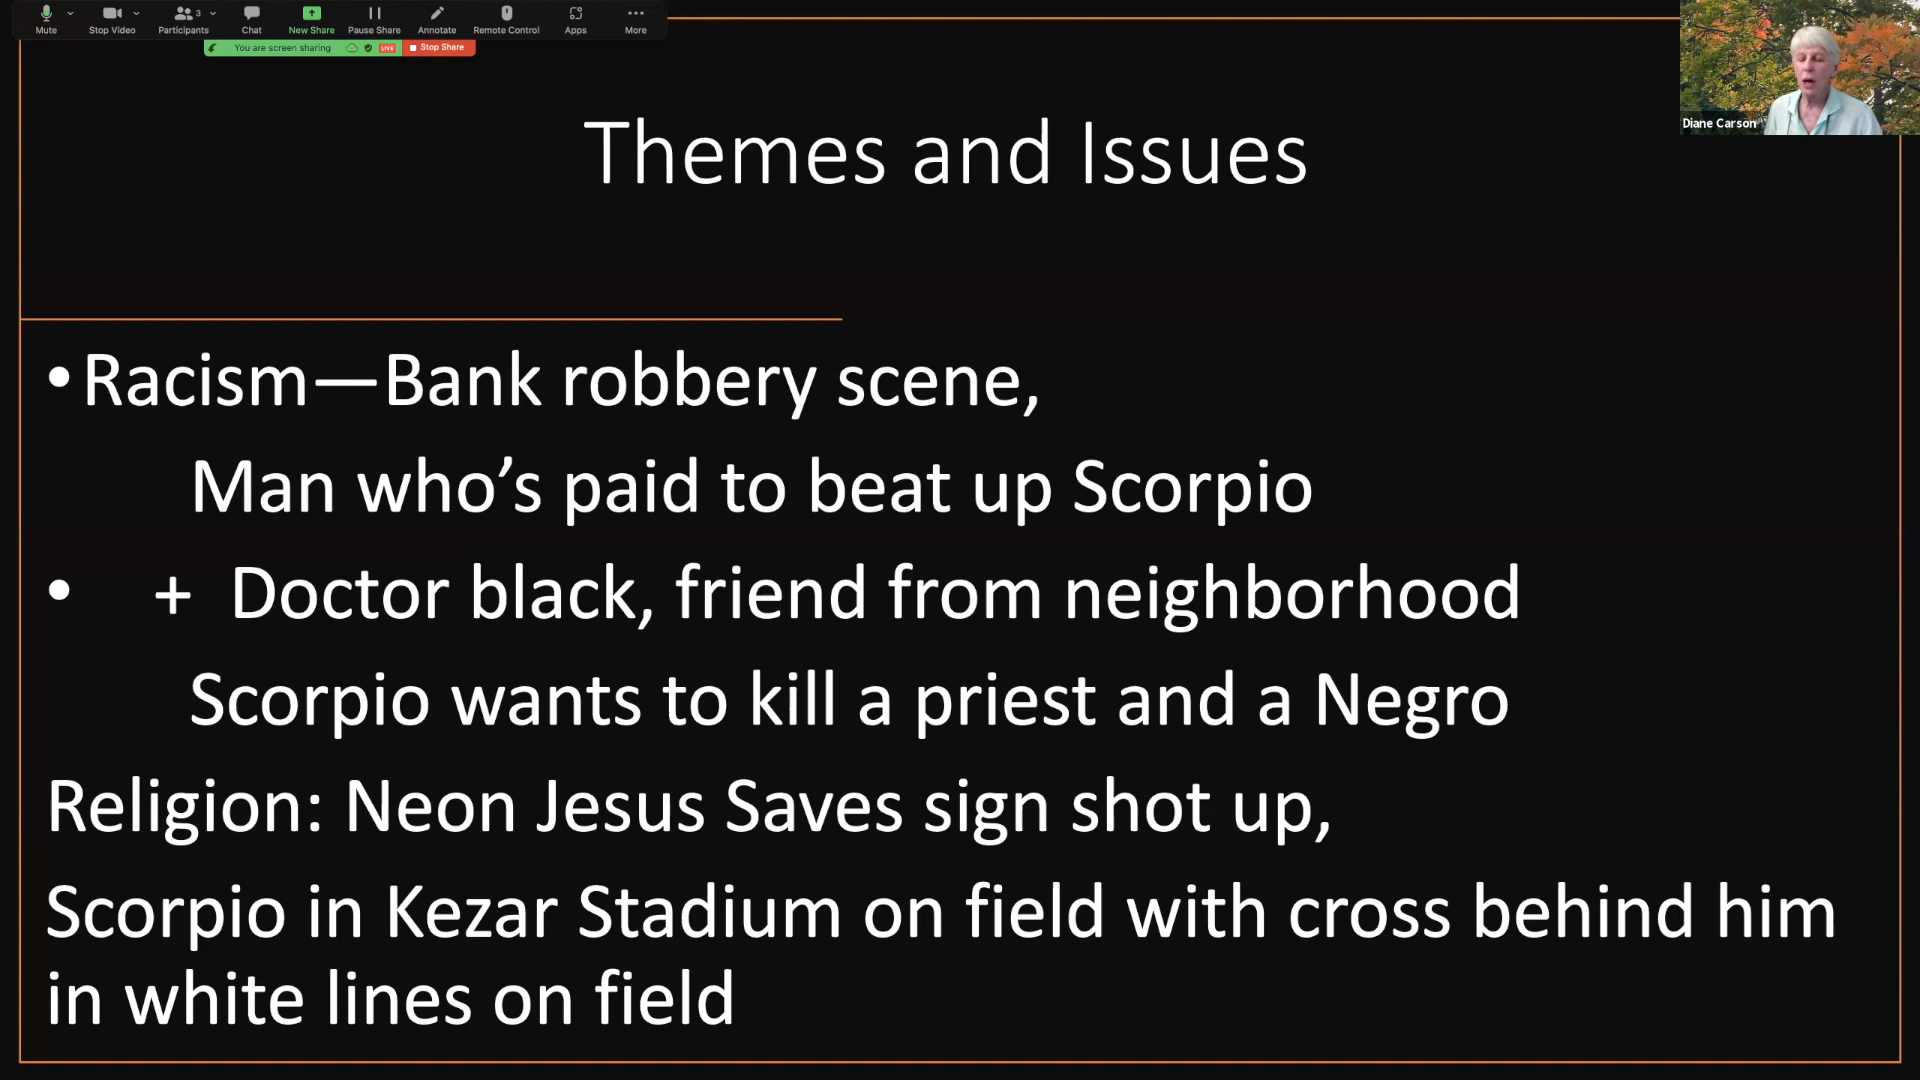 Mute
Stop Video
Participants
3
Chat
New Share
Pause Share
Annotate
Remote Control
Apps
More
You are screen sharing
LIVE
Stop Share
Diane Carson
Themes and Issues
•Racism—Bank robbery scene,
Man who’s paid to beat up Scorpio
• + Doctor black, friend from neighborhood
Scorpio wants to kill a priest and a Negro
Religion: Neon Jesus Saves sign shot up,
Scorpio in Kezar Stadium on field with cross behind him
in white lines on field